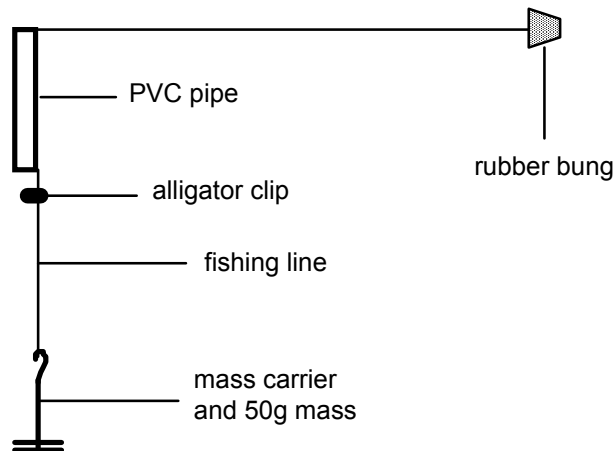 PVC pipe
rubber bung
alligator clip
fishing line
mass carrier
and 50g mass